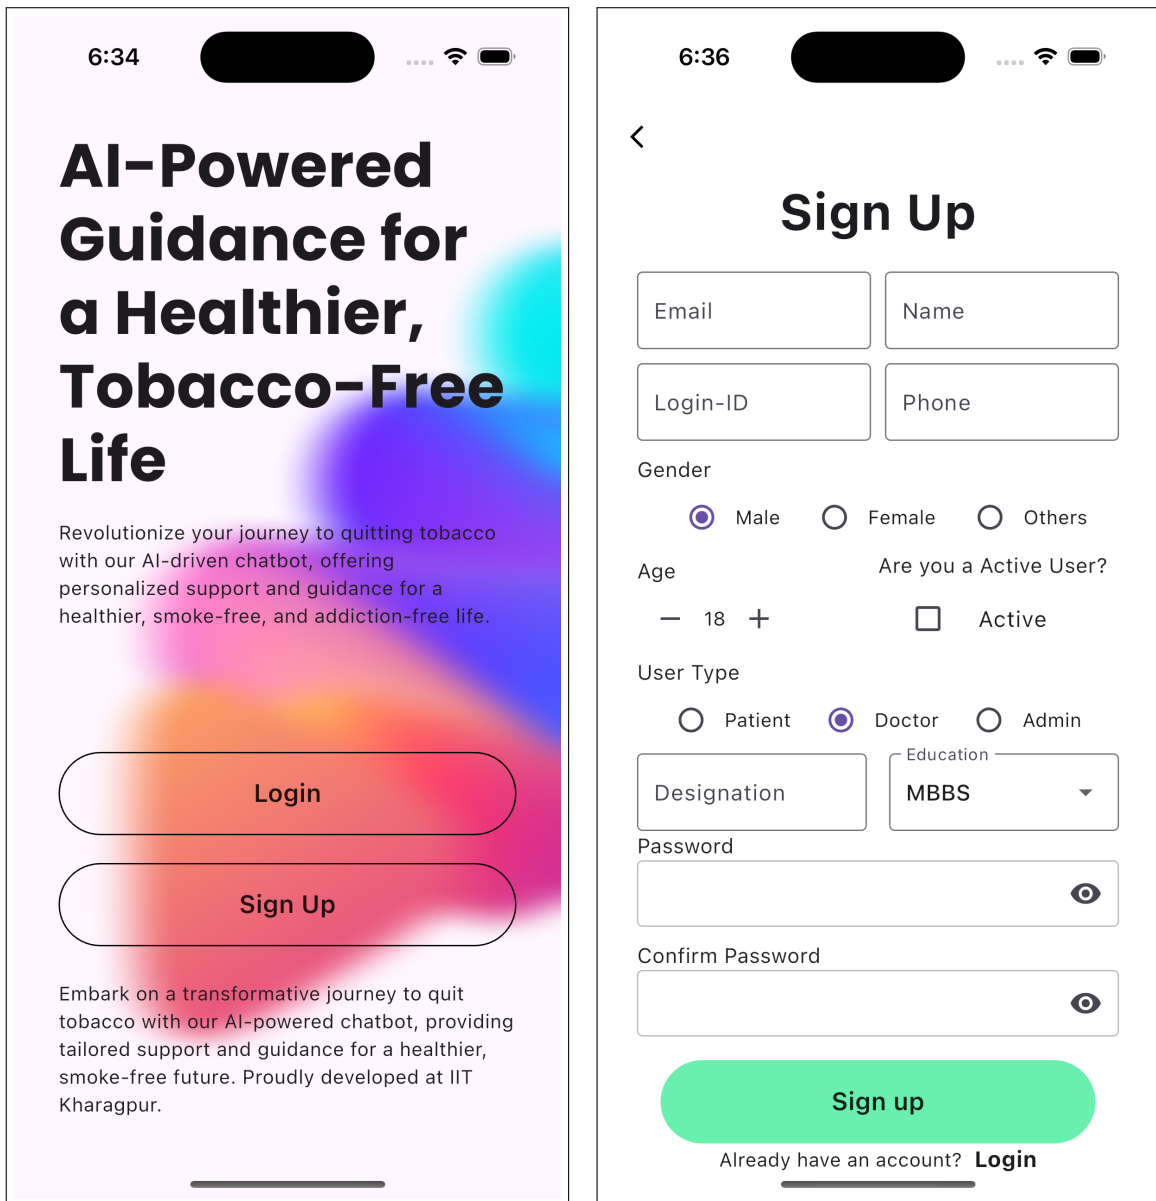 6:34
AI-Powered
Guidance for
a Healthier,
Tobacco-Free
Life
Revolutionize your journey to quitting tobacco
with our AI-driven chatbot, offering
personalized support and guidance for a
healthier, smoke-free, and addiction-free life.
Login
Sign Up
Embark on a transformative journey to quit
tobacco with our AI-powered chatbot, providing
tailored support and guidance for a healthier,
smoke-free future. Proudly developed at IIT
Kharagpur.
6:36
Sign Up
Email
Name
Login-ID
Phone
Gender
Male
Female
Others
Age
Are you a Active User?
18
Active
User Type
Patient
Doctor
Admin
Designation
Education
MBBS
Password
Confirm Password
Sign up
Already have an account? Login